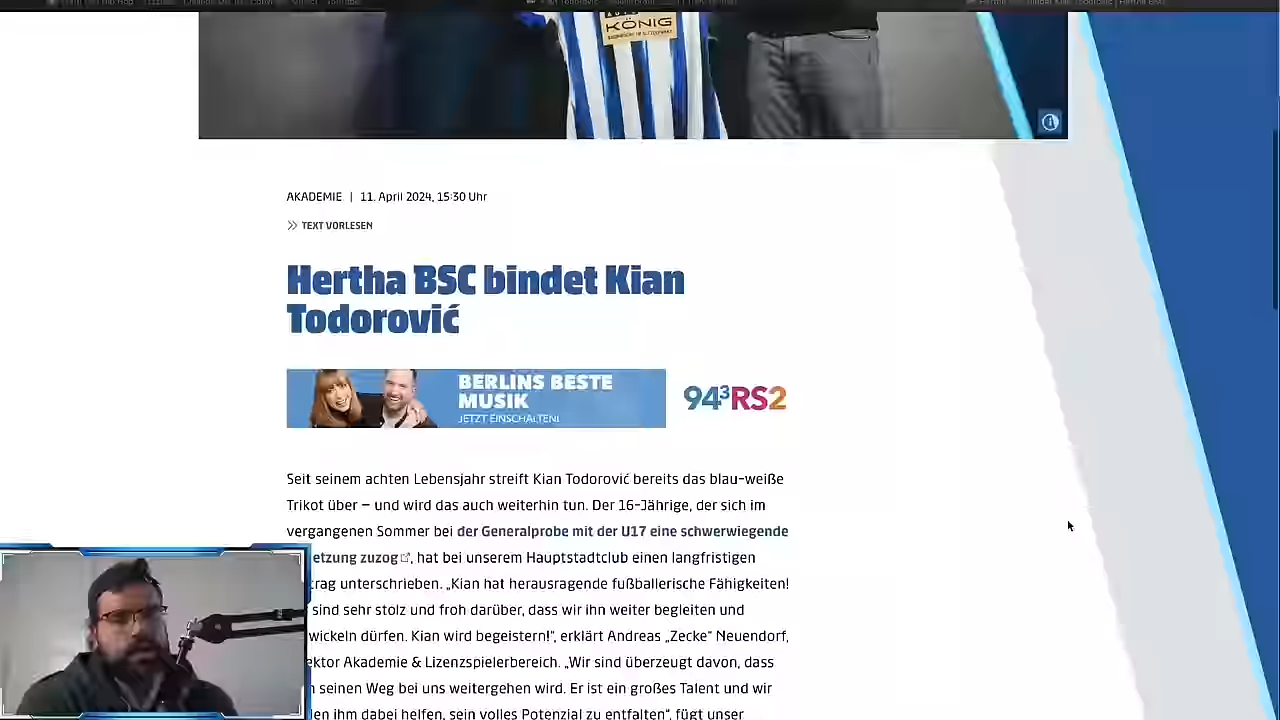 KÖNIG
AKADEMIE | 11. April 2024, 15:30 Uhr
TEXT VORLESEN
Hertha BSC bindet Kian
Todorović
BERLINS BESTE
MUSIK
JETZT EINSCHALTEN!
94³RS2
Seit seinem achten Lebensjahr streift Kian Todorović bereits das blau-weiße
Trikot über – und wird das auch weiterhin tun. Der 16-Jährige, der sich im
vergangenen Sommer bei der Generalprobe mit der U17 eine schwerwiegende
etzung zuzog, hat bei unserem Hauptstadtclub einen langfristigen
trag unterschrieben. „Kian hat herausragende fußballerische Fähigkeiten!
sind sehr stolz und froh darüber, dass wir ihn weiter begleiten und
wickeln dürfen. Kian wird begeistern!“, erklärt Andreas „Zecke“ Neuendorf,
ektor Akademie & Lizenzspielerbereich. „Wir sind überzeugt davon, dass
seinen Weg bei uns weitergehen wird. Er ist ein großes Talent und wir
en ihm dabei helfen, sein volles Potenzial zu entfalten“, fügt unser